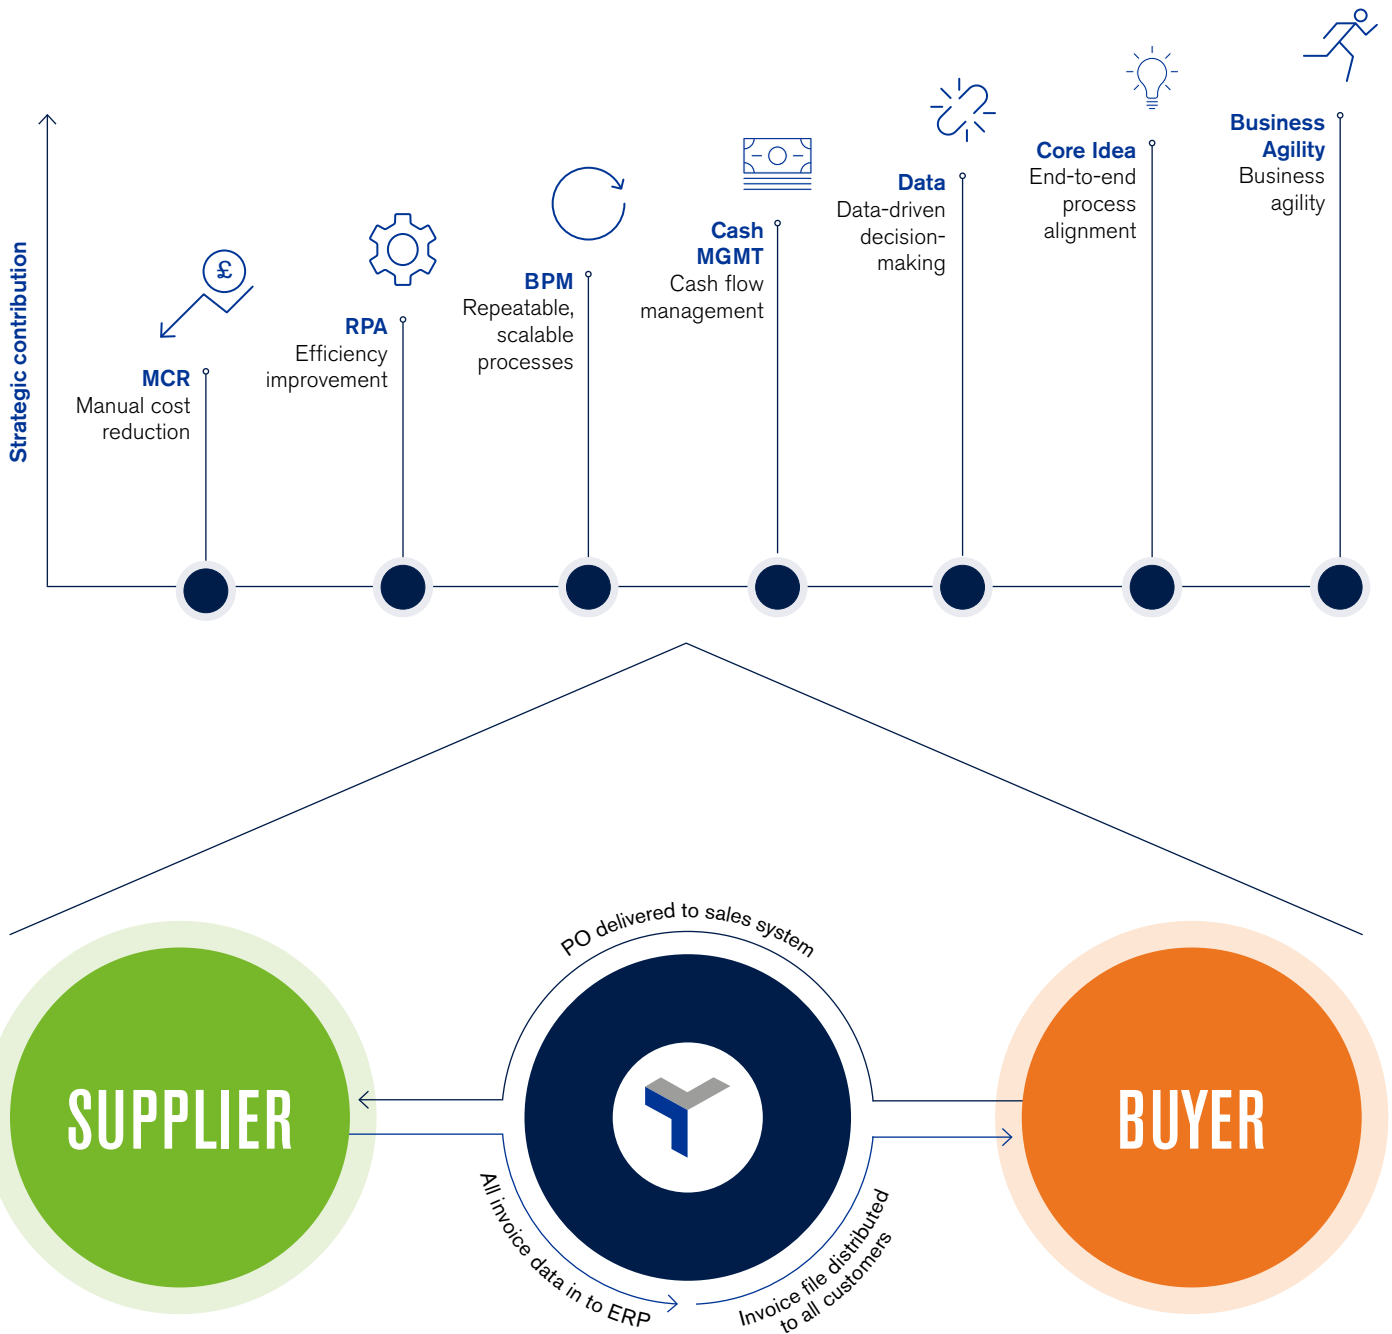 Strategic contribution
£
MCR
Manual cost
reduction
RPA
Efficiency
improvement
BPM
Repeatable,
scalable
processes
Cash
MGMT
Cash flow
management
Data
Data-driven
decision-
making
Core Idea
End-to-end
process
alignment
Business
Agility
Business
agility
PO delivered to sales system
SUPPLIER
BUYER
All invoice data in to ERP
Invoice file distributed
to all customers